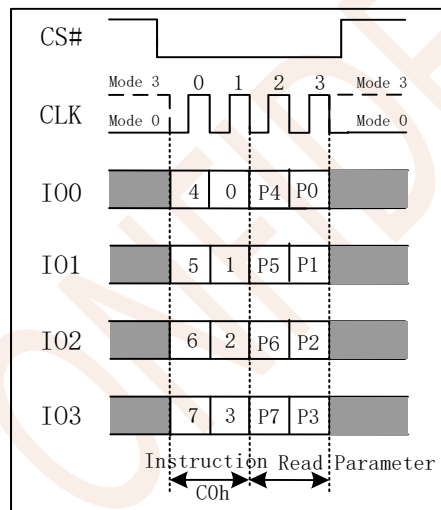 CS#
Mode 3 0 1 2 3 Mode 3
CLK
Mode 0 Mode 0
IO0 4 0 P4 P0
IO1 5 1 P5 P1
IO2 6 2 P6 P2
IO3 7 3 P7 P3
Instruction Read Parameter
C0h